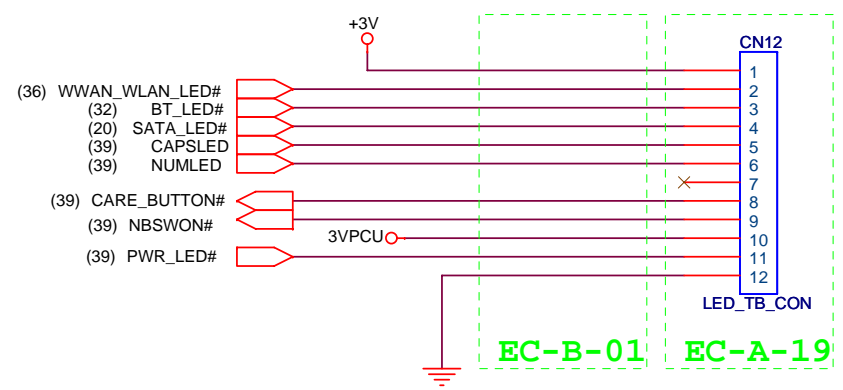 +3V
CN12
1
(36) WWAN_WLAN_LED# 2
(32) BT_LED# 3
(20) SATA_LED# 4
(39) CAPSLED 5
(39) NUMLED 6
7
(39) CARE_BUTTON# 8
(39) NBSWON# 9
3VPCU 10
(39) PWR_LED# 11
12
LED_TB_CON
EC-B-01 EC-A-19